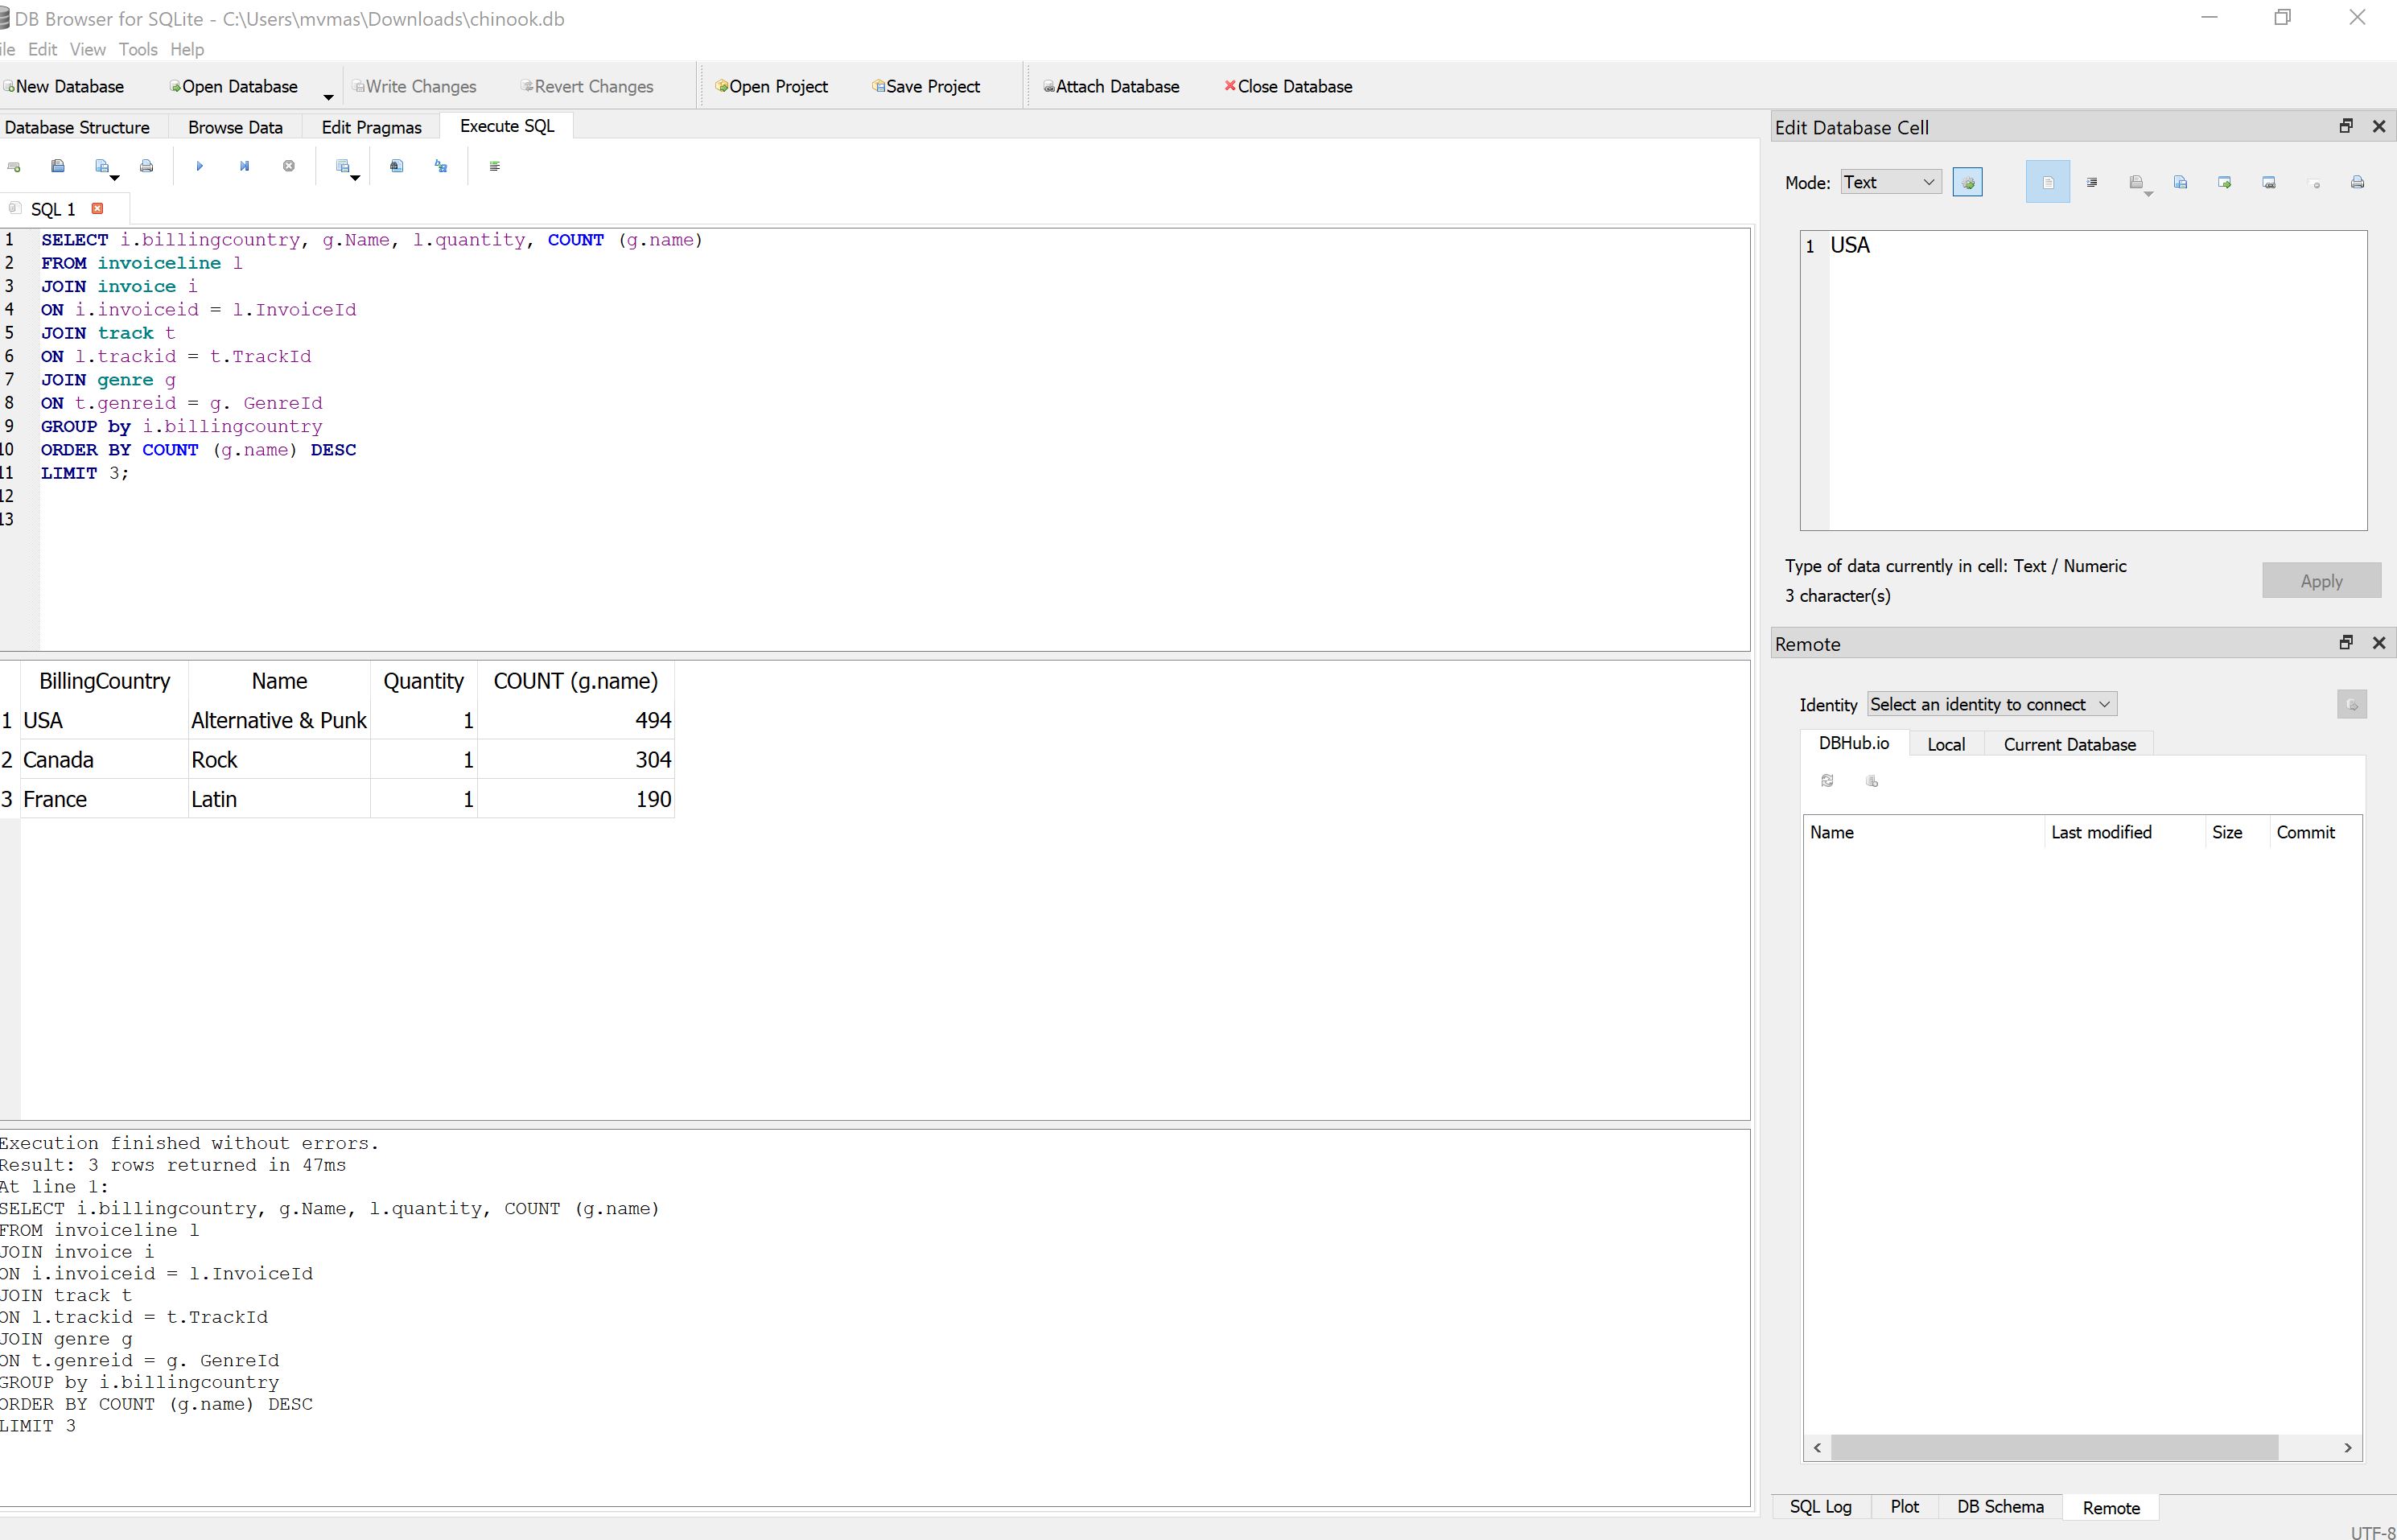 DB Browser for SQLite - C:\Users\mvmas\Downloads\chinook.db
ile Edit View Tools Help
New Database Open Database Write Changes Revert Changes Open Project Save Project Attach Database Close Database
Database Structure Browse Data Edit Pragmas Execute SQL
SQL 1
1 SELECT i.billingcountry, g.Name, l.quantity, COUNT (g.name)
2 FROM invoiceline l
3 JOIN invoice i
4 ON i.invoiceid = l.InvoiceId
5 JOIN track t
6 ON l.trackid = t.TrackId
7 JOIN genre g
8 ON t.genreid = g. GenreId
9 GROUP by i.billingcountry
10 ORDER BY COUNT (g.name) DESC
11 LIMIT 3;
12
13
BillingCountry Name Quantity COUNT (g.name)
1 USA Alternative & Punk 1 494
2 Canada Rock 1 304
3 France Latin 1 190
Execution finished without errors.
Result: 3 rows returned in 47ms
At line 1:
SELECT i.billingcountry, g.Name, l.quantity, COUNT (g.name)
FROM invoiceline l
JOIN invoice i
ON i.invoiceid = l.InvoiceId
JOIN track t
ON l.trackid = t.TrackId
JOIN genre g
ON t.genreid = g. GenreId
GROUP by i.billingcountry
ORDER BY COUNT (g.name) DESC
LIMIT 3
Edit Database Cell
Mode: Text
1 USA
Type of data currently in cell: Text / Numeric
3 character(s)
Apply
Remote
Identity Select an identity to connect
DBHub.io Local Current Database
Name Last modified Size Commit
SQL Log Plot DB Schema Remote
UTF-8